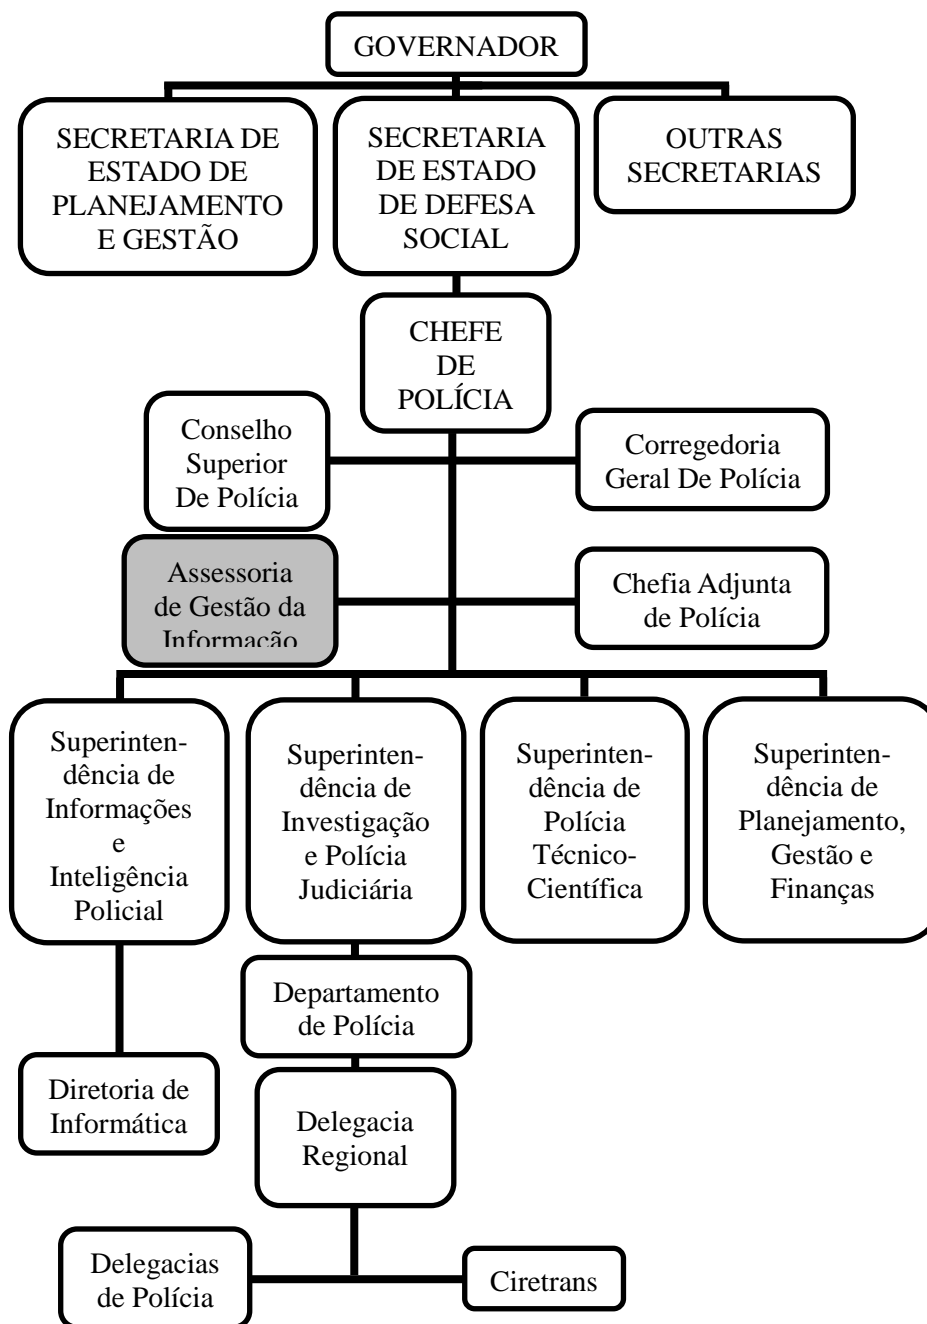 GOVERNADOR
SECRETARIA DE
ESTADO DE
PLANEJAMENTO
E GESTÃO
SECRETARIA
DE ESTADO
DE DEFESA
SOCIAL
OUTRAS
SECRETARIAS
CHEFE
DE
POLÍCIA
Conselho
Superior
De Polícia
Corregedoria
Geral De Polícia
Assessoria
de Gestão da
Informação
Chefia Adjunta
de Polícia
Superinten-
dência de
Informações
e
Inteligência
Policial
Superinten-
dência de
Investigação
e Polícia
Judiciária
Superinten-
dência de
Polícia
Técnico-
Científica
Superinten-
dência de
Planejamento,
Gestão e
Finanças
Departamento
de Polícia
Diretoria de
Informática
Delegacia
Regional
Delegacias
de Polícia
Ciretrans